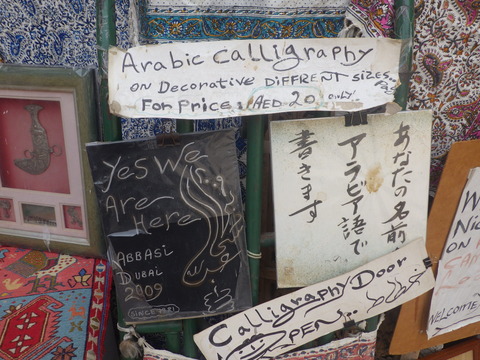 Arabic Calligraphy
on Decorative DIFFRENT SIZES
For Price AED 20 only
Yes We
Are
Here
ABBASI
DUBAI
2009
あなたの名前
アラビア語で
書きます
Calligraphy Door
OPEN
WELCOME